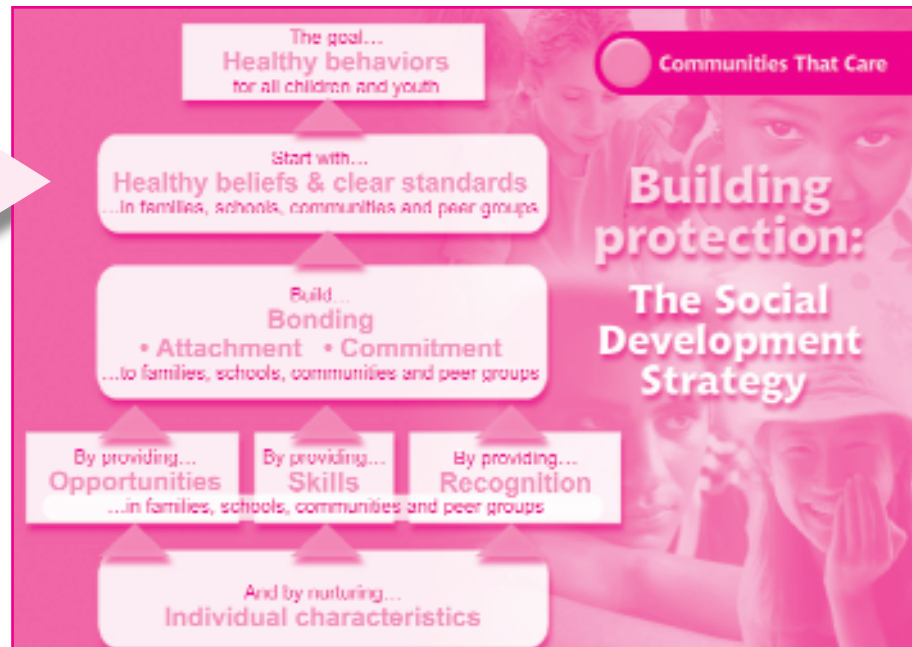 The goal...
Healthy behaviors
for all children and youth
Start with...
Healthy beliefs & clear standards
...in families, schools, communities and peer groups
Build...
Bonding
• Attachment • Commitment
...to families, schools, communities and peer groups
By providing...
Opportunities
By providing...
Skills
By providing...
Recognition
...in families, schools, communities and peer groups
And by nurturing...
Individual characteristics
Communities That Care
Building
protection:
The Social
Development
Strategy